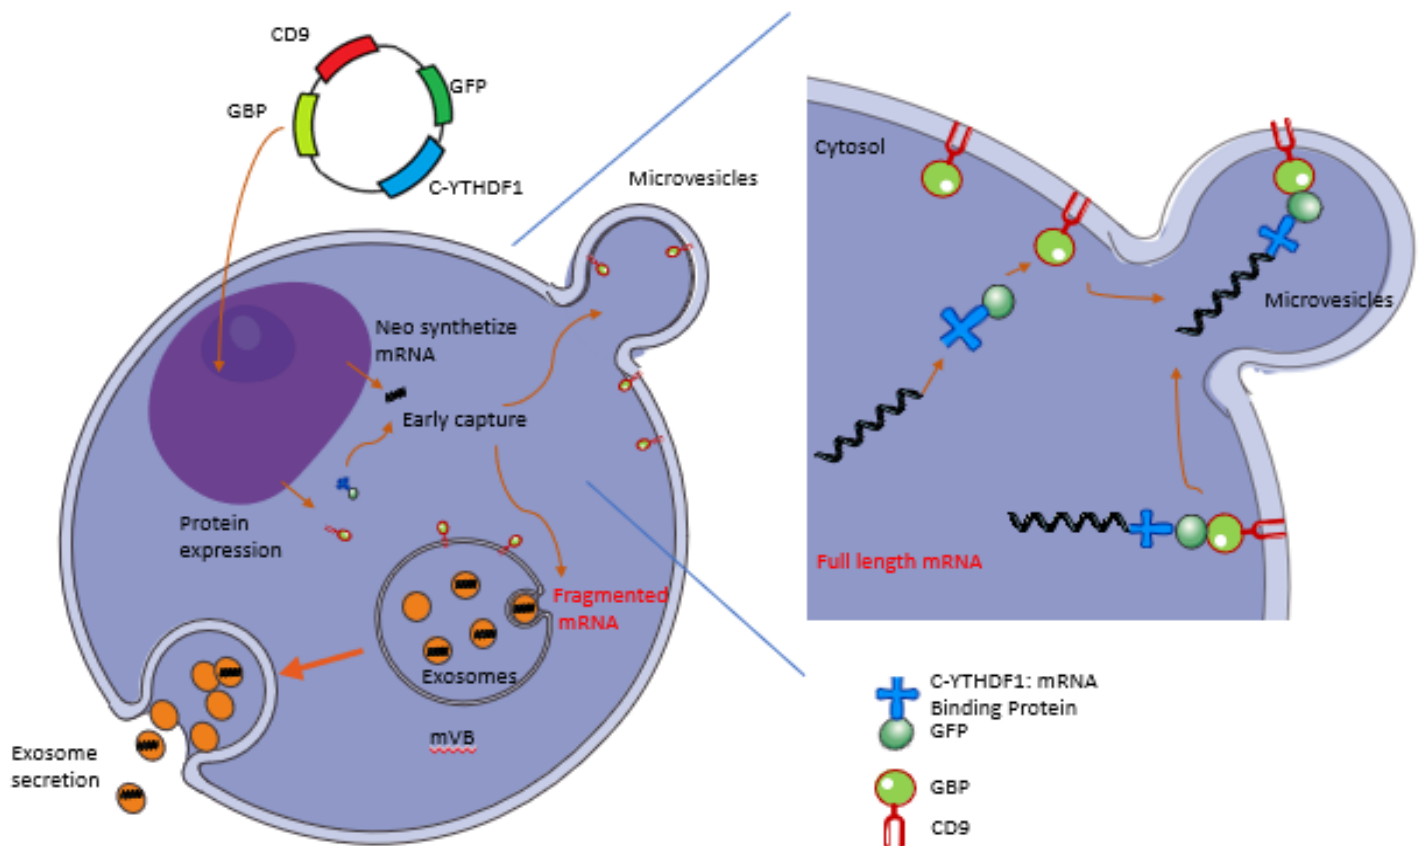 CD9
GFP
GBP
C-YTHDF1
Microvesicles
Neo synthetize
mRNA
Early capture
Protein
expression
Fragmented
mRNA
Exosomes
mVB
Exosome
secretion
Cytosol
Microvesicles
Full length mRNA
C-YTHDF1: mRNA
Binding Protein
GFP
GBP
CD9